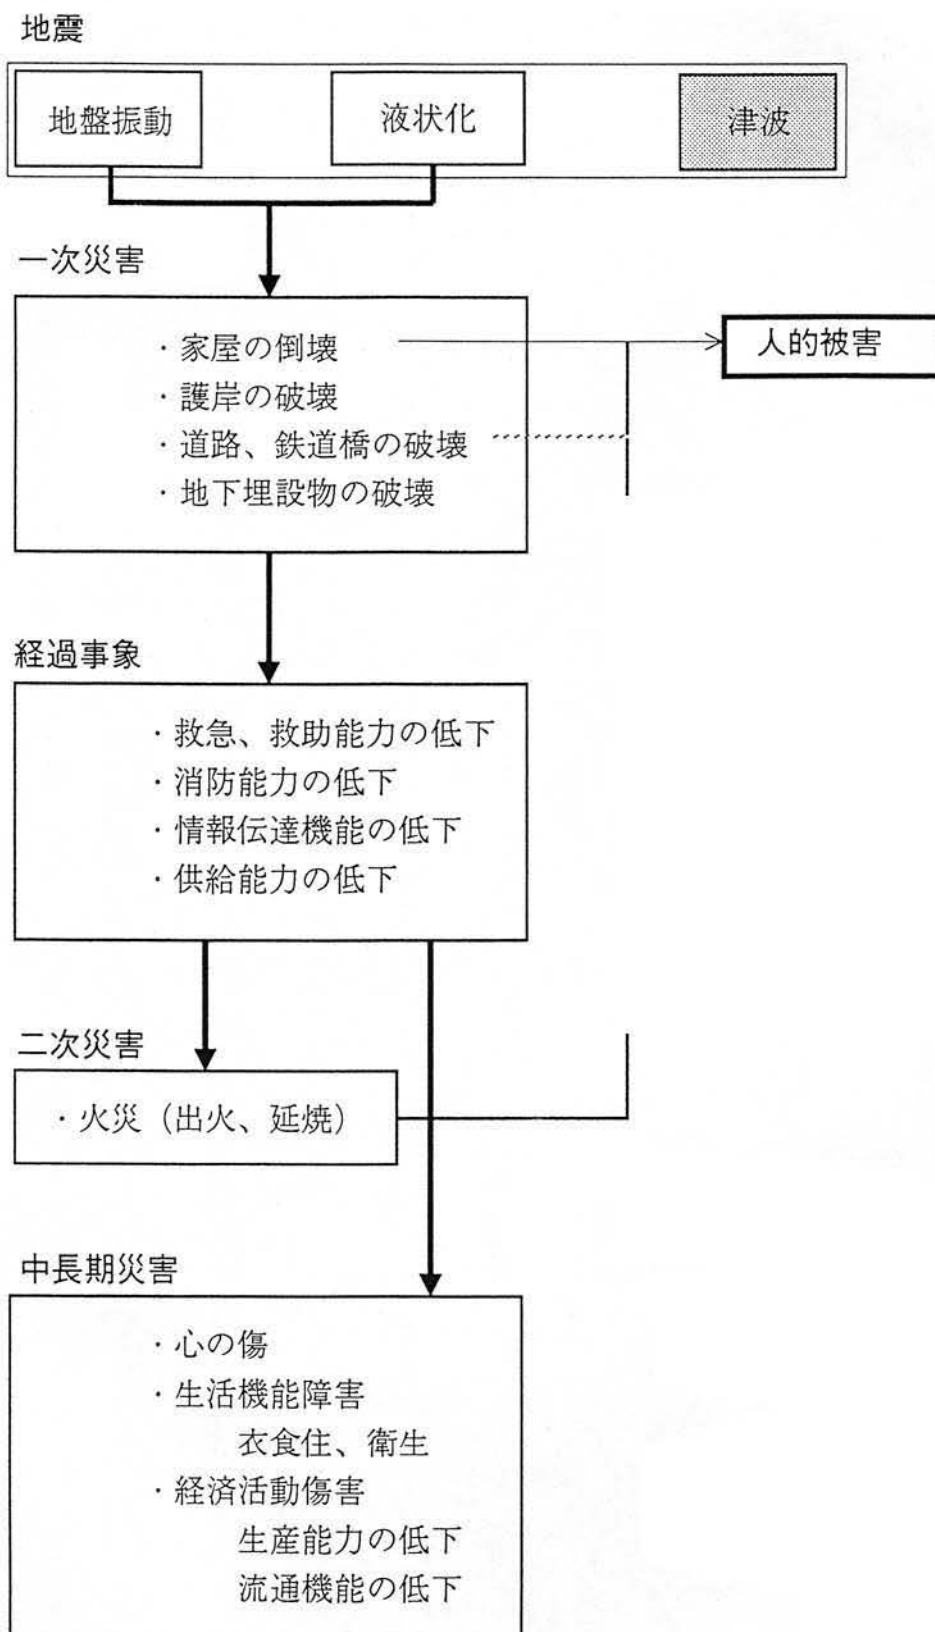 地震
地盤振動
液状化
津波
一次災害
・家屋の倒壊
人的被害
・護岸の破壊
・道路、鉄道橋の破壊
・地下埋設物の破壊
経過事象
・救急、救助能力の低下
・消防能力の低下
・情報伝達機能の低下
・供給能力の低下
二次災害
・火災（出火、延焼）
中長期災害
・心の傷
・生活機能障害
衣食住、衛生
・経済活動傷害
生産能力の低下
流通機能の低下